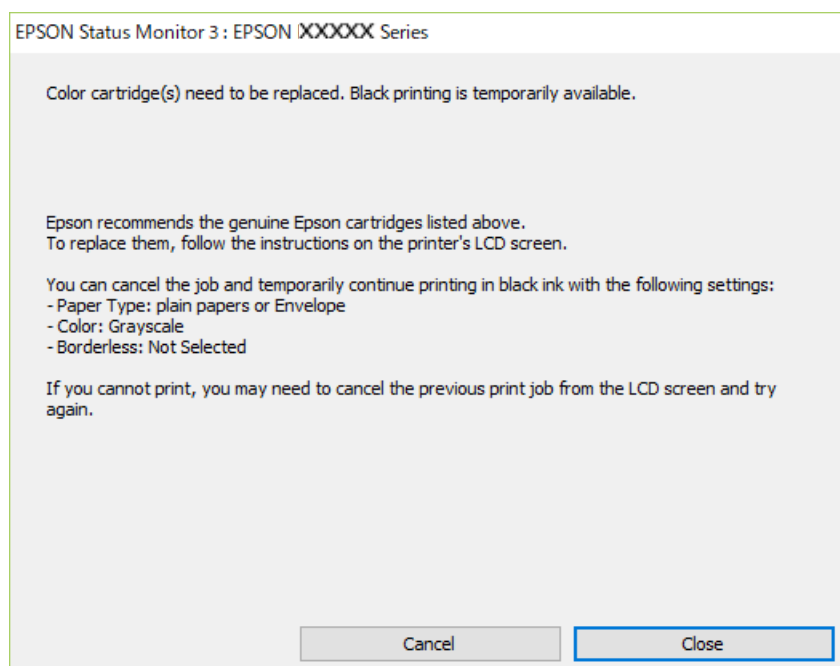 EPSON Status Monitor 3 : EPSON XXXXX Series
Color cartridge(s) need to be replaced. Black printing is temporarily available.
Epson recommends the genuine Epson cartridges listed above.
To replace them, follow the instructions on the printer's LCD screen.
You can cancel the job and temporarily continue printing in black ink with the following settings:
- Paper Type: plain papers or Envelope
- Color: Grayscale
- Borderless: Not Selected
If you cannot print, you may need to cancel the previous print job from the LCD screen and try
again.
Cancel Close